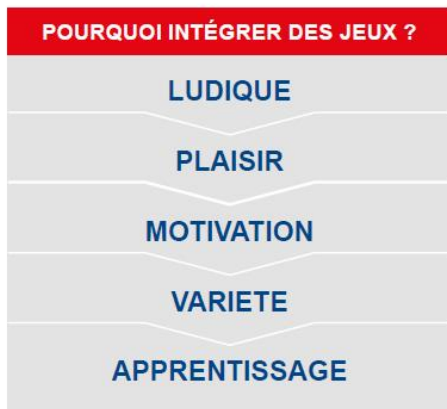 POURQUOI INTÉGRER DES JEUX ?
LUDIQUE
PLAISIR
MOTIVATION
VARIETE
APPRENTISSAGE